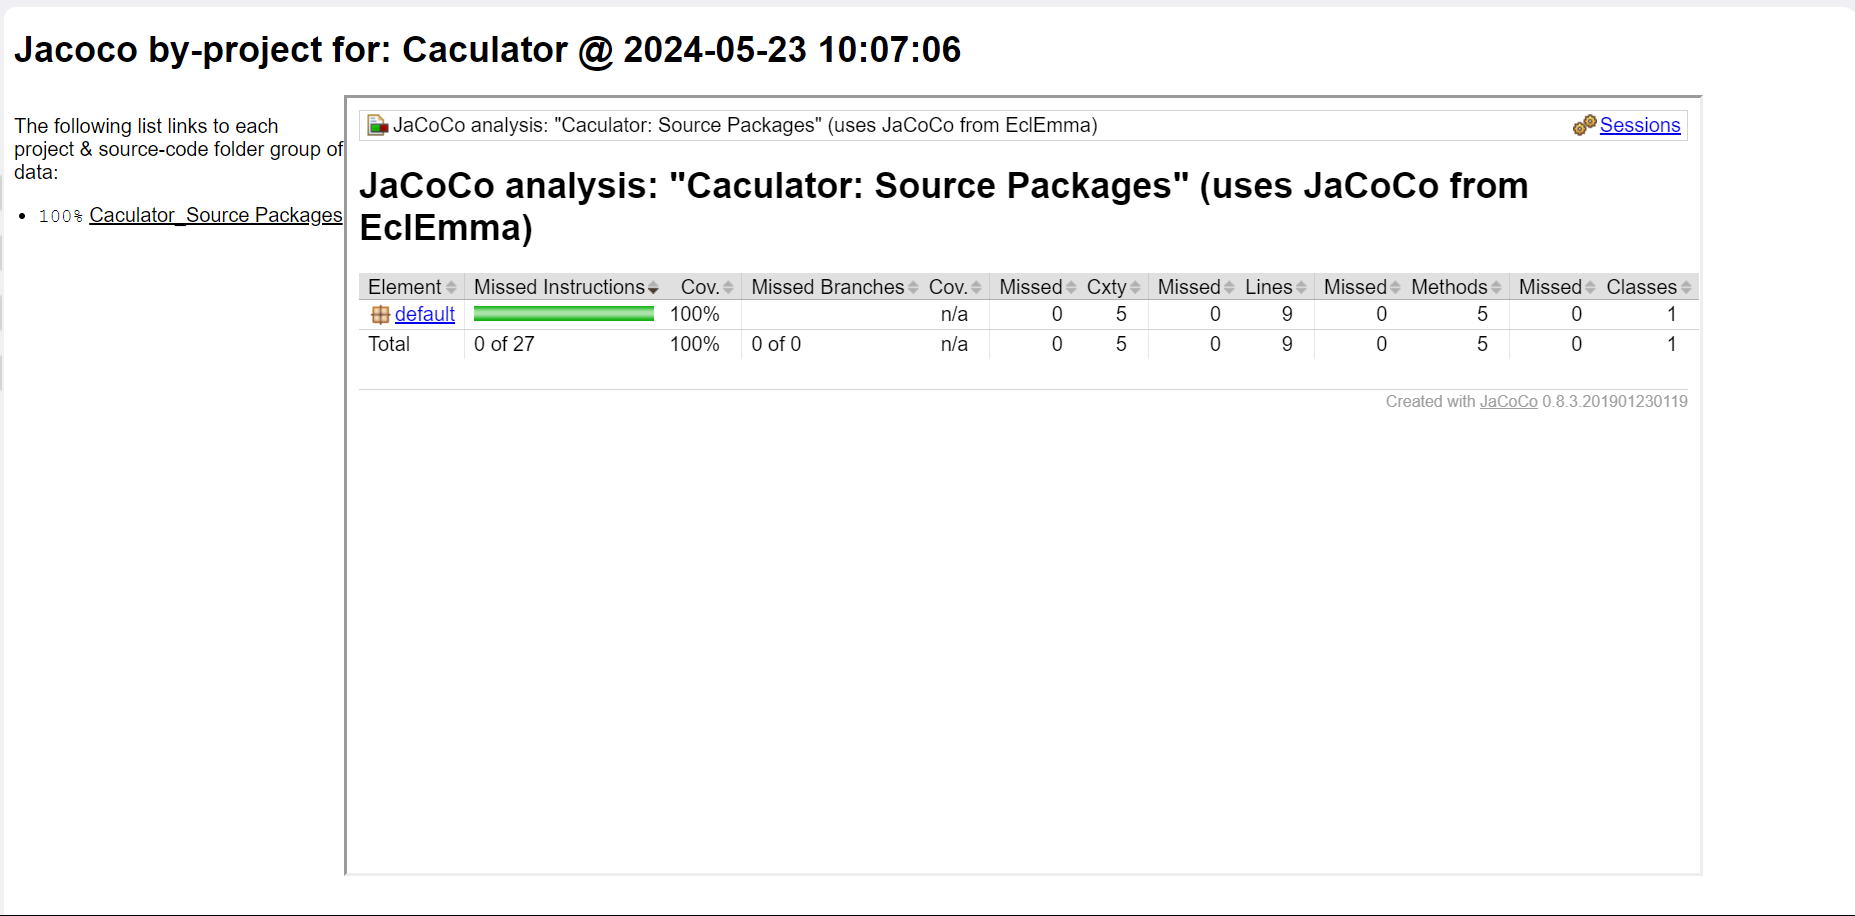 Jacoco by-project for: Caculator @ 2024-05-23 10:07:06
The following list links to each
project & source-code folder group of
data:
• 100% Caculator_Source Packages
JaCoCo analysis: "Caculator: Source Packages" (uses JaCoCo from EclEmma) Sessions
JaCoCo analysis: "Caculator: Source Packages" (uses JaCoCo from
EclEmma)
Element Missed Instructions Cov. Missed Branches Cov. Missed Cxty Missed Lines Missed Methods Missed Classes
default 100% n/a 0 5 0 9 0 5 0 1
Total 0 of 27 100% 0 of 0 n/a 0 5 0 9 0 5 0 1
Created with JaCoCo 0.8.3.201901230119